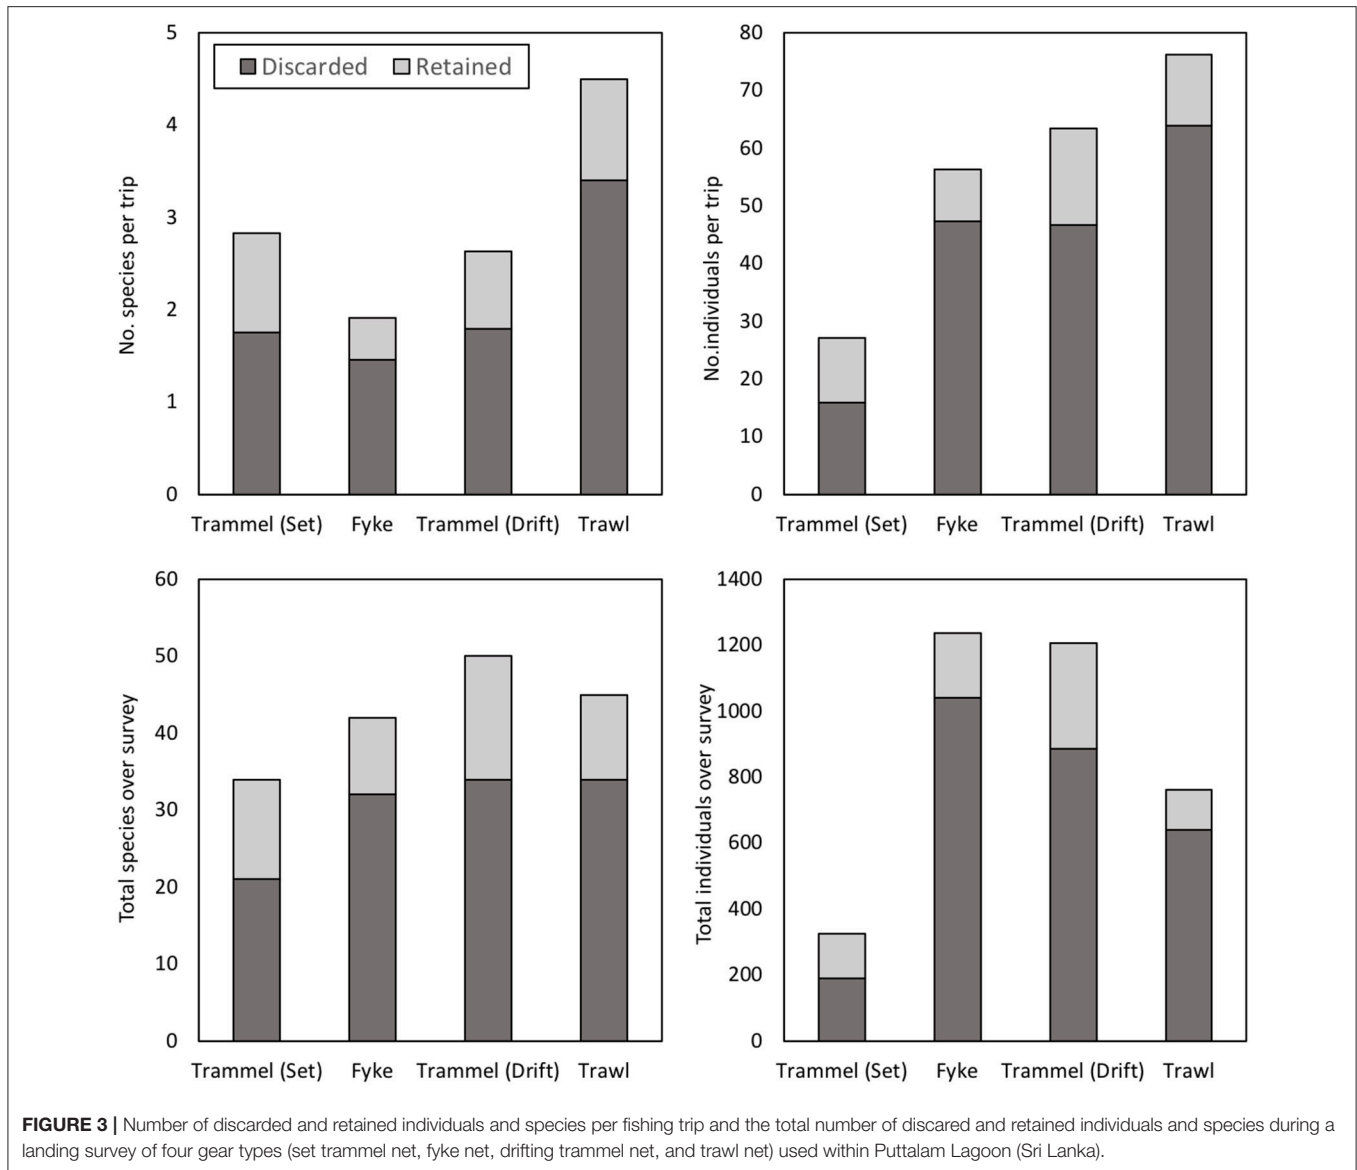 Discarded Retained
No. species per trip
5
4
3
2
1
0
Trammel (Set) Fyke Trammel (Drift) Trawl
No.individuals per trip
80
70
60
50
40
30
20
10
0
Trammel (Set) Fyke Trammel (Drift) Trawl
Total species over survey
60
50
40
30
20
10
0
Trammel (Set) Fyke Trammel (Drift) Trawl
Total individuals over survey
1400
1200
1000
800
600
400
200
0
Trammel (Set) Fyke Trammel (Drift) Trawl
FIGURE 3 | Number of discarded and retained individuals and species per fishing trip and the total number of discared and retained individuals and species during a
landing survey of four gear types (set trammel net, fyke net, drifting trammel net, and trawl net) used within Puttalam Lagoon (Sri Lanka).